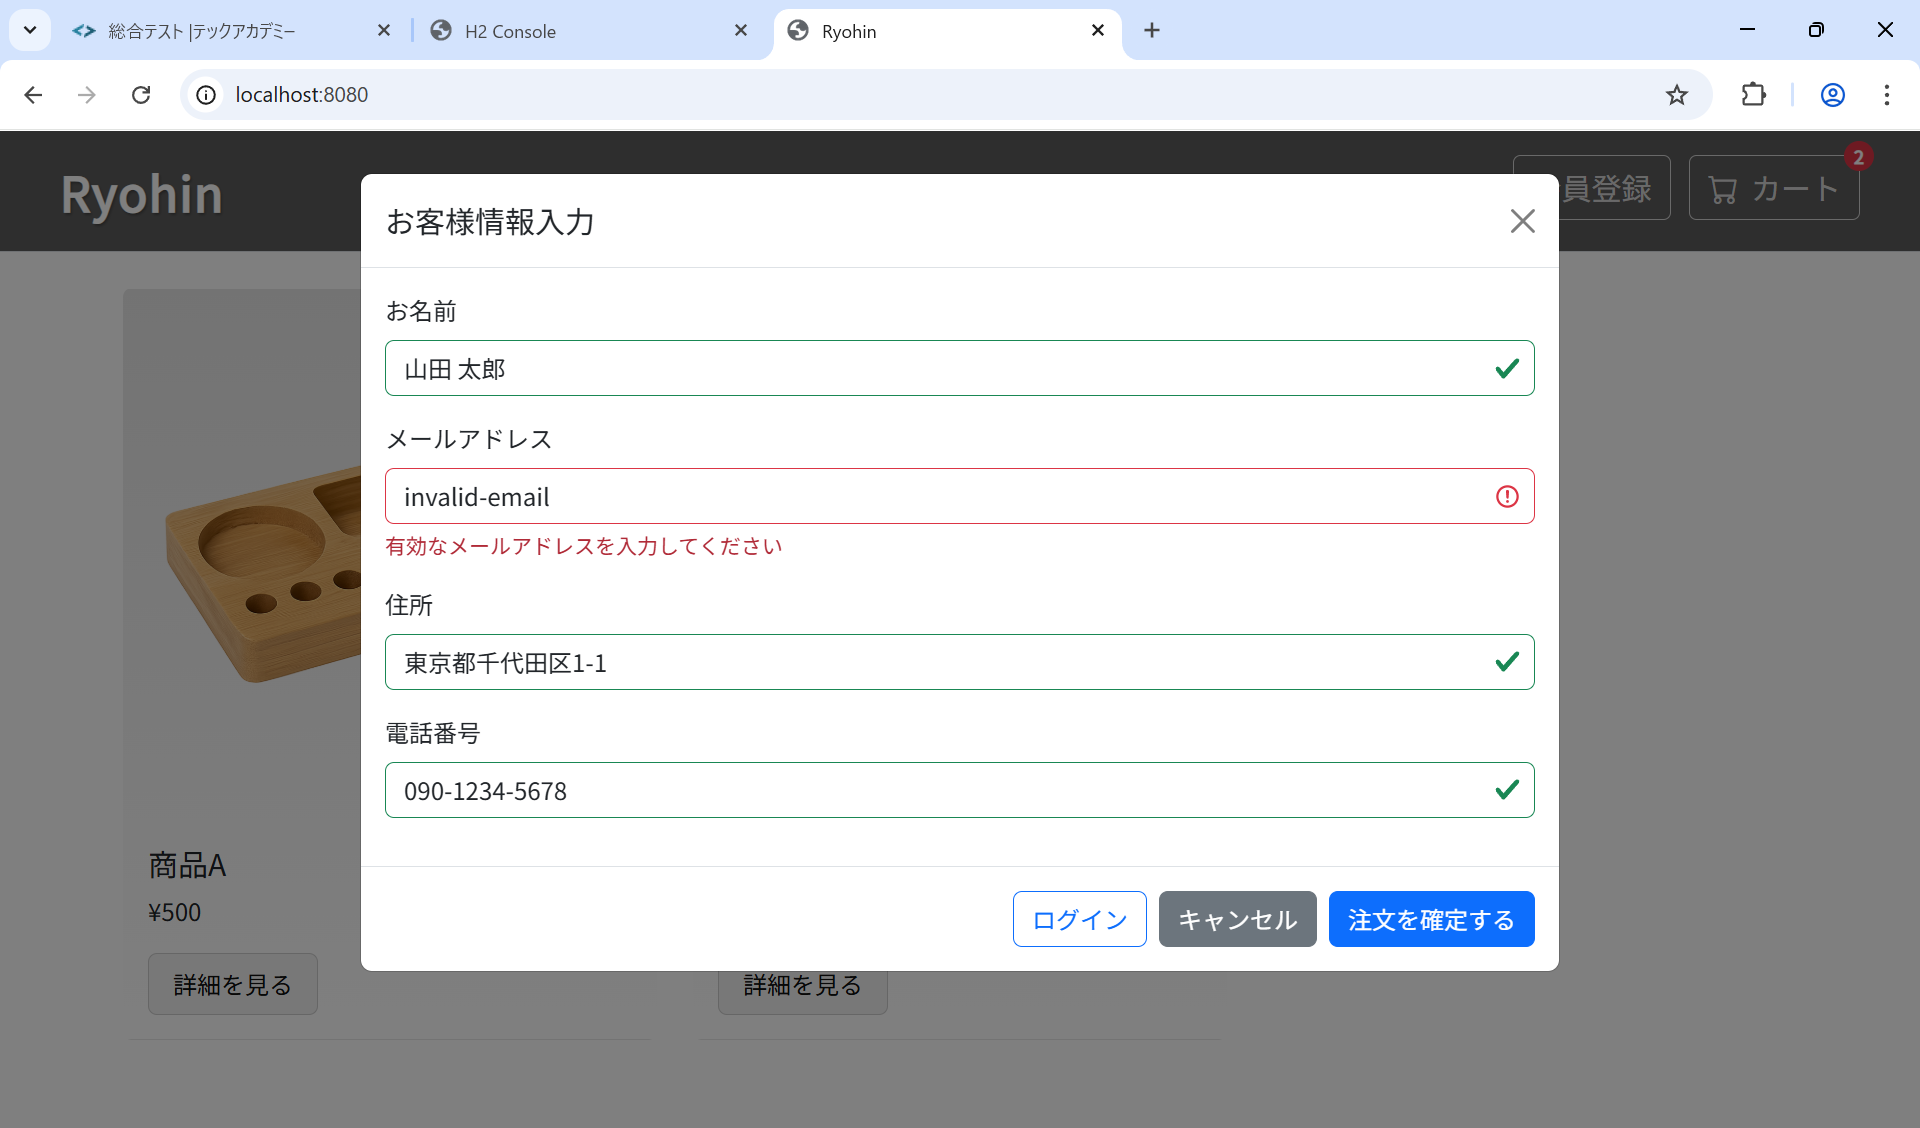 総合テスト |テックアカデミー
H2 Console
Ryohin
localhost:8080
Ryohin
員登録
カート
2
お客様情報入力
お名前
山田 太郎
メールアドレス
invalid-email
有効なメールアドレスを入力してください
住所
東京都千代田区1-1
電話番号
090-1234-5678
ログイン
キャンセル
注文を確定する
商品A
¥500
詳細を見る
詳細を見る